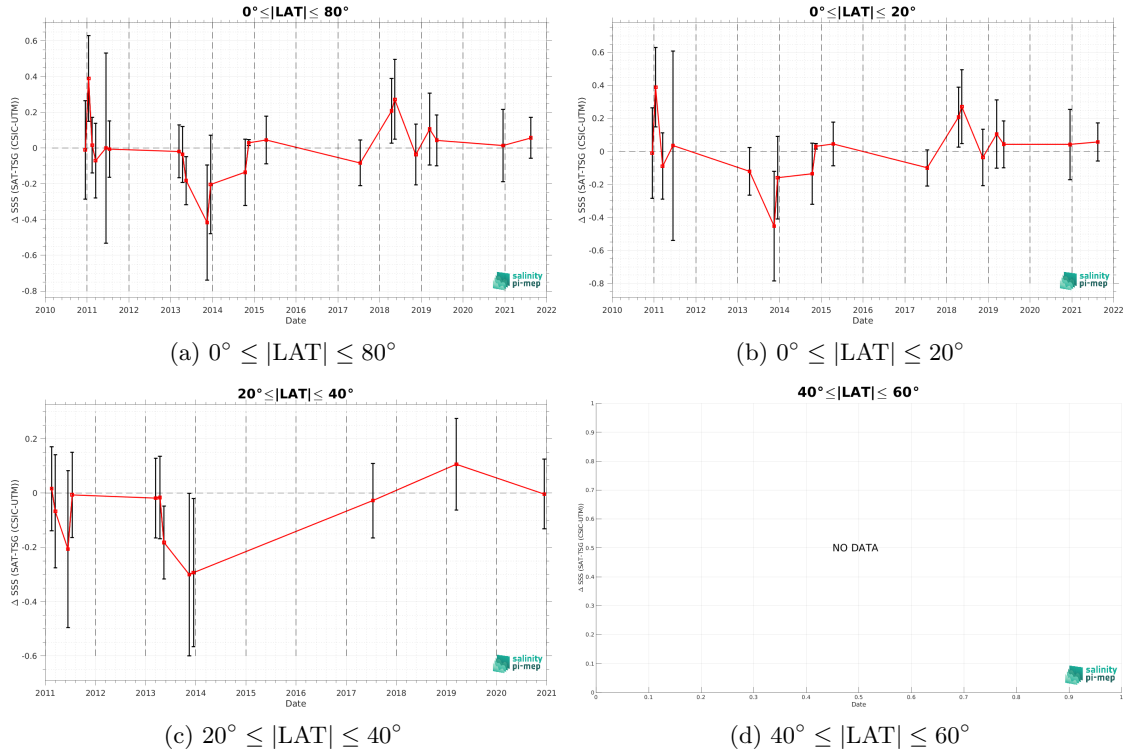 0°≤|LAT|≤ 80°
Δ SSS (SAT-TSG (CSIC-UTM))
0.6
0.4
0.2
0
-0.2
-0.4
-0.6
-0.8
2010 2011 2012 2013 2014 2015 2016 2017 2018 2019 2020 2021 2022
Date
salinity
pi-mep
(a) 0° ≤ |LAT| ≤ 80°
0°≤|LAT|≤ 20°
Δ SSS (SAT-TSG (CSIC-UTM))
0.6
0.4
0.2
0
-0.2
-0.4
-0.6
-0.8
2010 2011 2012 2013 2014 2015 2016 2017 2018 2019 2020 2021 2022
Date
salinity
pi-mep
(b) 0° ≤ |LAT| ≤ 20°
20°≤|LAT|≤ 40°
Δ SSS (SAT-TSG (CSIC-UTM))
0.2
0
-0.2
-0.4
-0.6
2011 2012 2013 2014 2015 2016 2017 2018 2019 2020 2021
Date
salinity
pi-mep
(c) 20° ≤ |LAT| ≤ 40°
40°≤|LAT|≤ 60°
Δ SSS (SAT-TSG (CSIC-UTM))
1
0.9
0.8
0.7
0.6
0.5
0.4
0.3
0.2
0.1
0
NO DATA
0 0.1 0.2 0.3 0.4 0.5 0.6 0.7 0.8 0.9 1
Date
salinity
pi-mep
(d) 40° ≤ |LAT| ≤ 60°